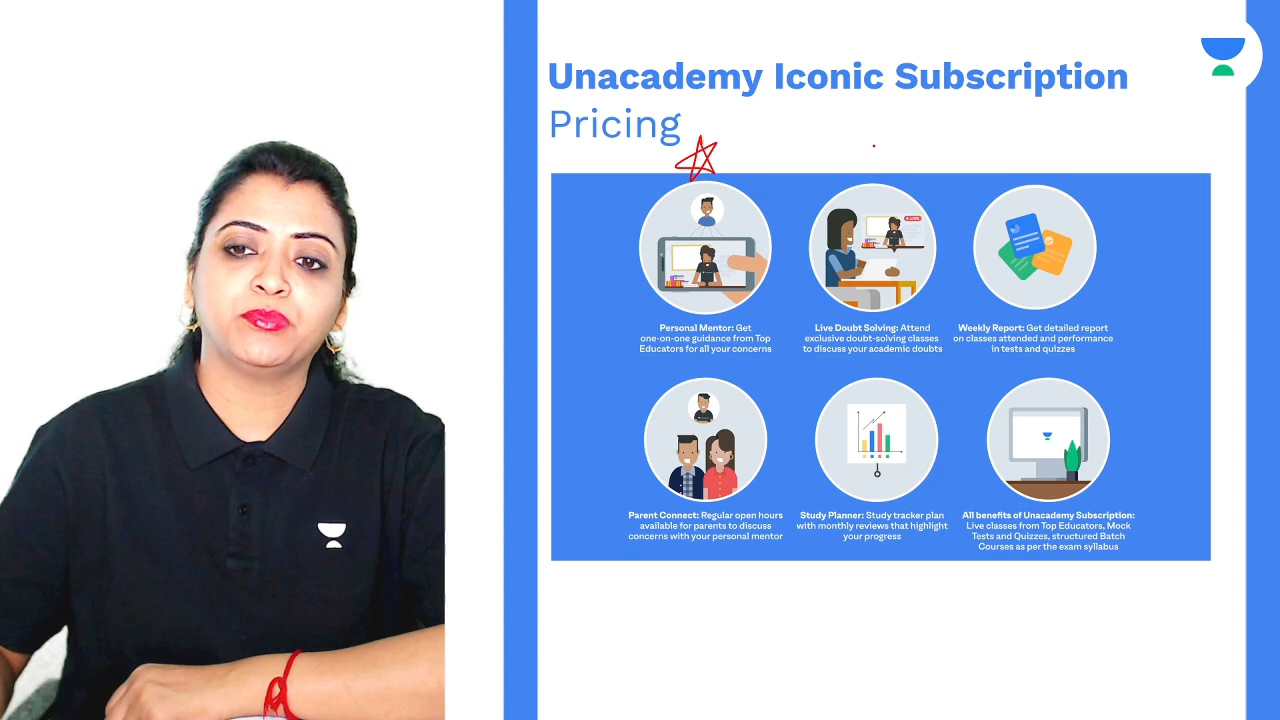 Unacademy Iconic Subscription
Pricing
LIVE
Personal Mentor: Get
one-on-one guidance from Top
Educators for all your concerns
Live Doubt Solving: Attend
exclusive doubt-solving classes
to discuss your academic doubts
Weekly Report: Get detailed report
on classes attended and performance
in tests and quizzes
Parent Connect: Regular open hours
available for parents to discuss
concerns with your personal mentor
Study Planner: Study tracker plan
with monthly reviews that highlight
your progress
All benefits of Unacademy Subscription:
Live classes from Top Educators, Mock
Tests and Quizzes, structured Batch
Courses as per the exam syllabus